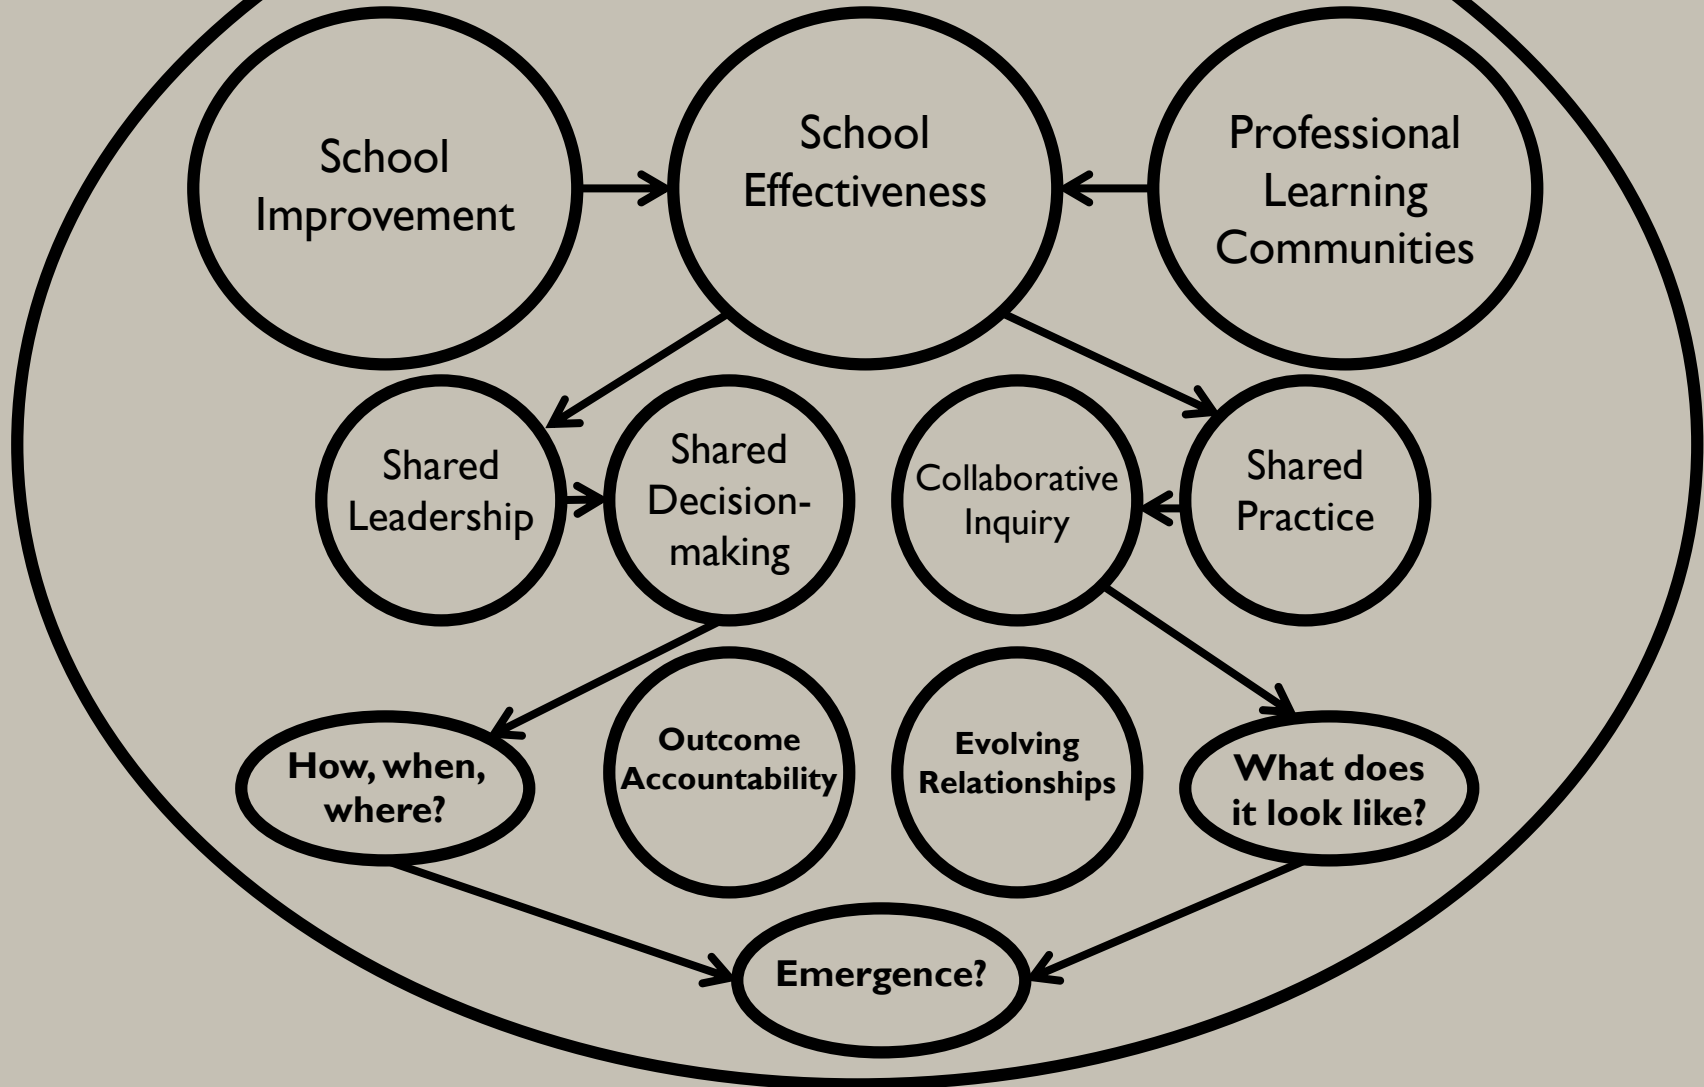 School
Improvement
School
Effectiveness
Professional
Learning
Communities
Shared
Leadership
Shared
Decision-
making
Collaborative
Inquiry
Shared
Practice
How, when,
where?
Outcome
Accountability
Evolving
Relationships
What does
it look like?
Emergence?